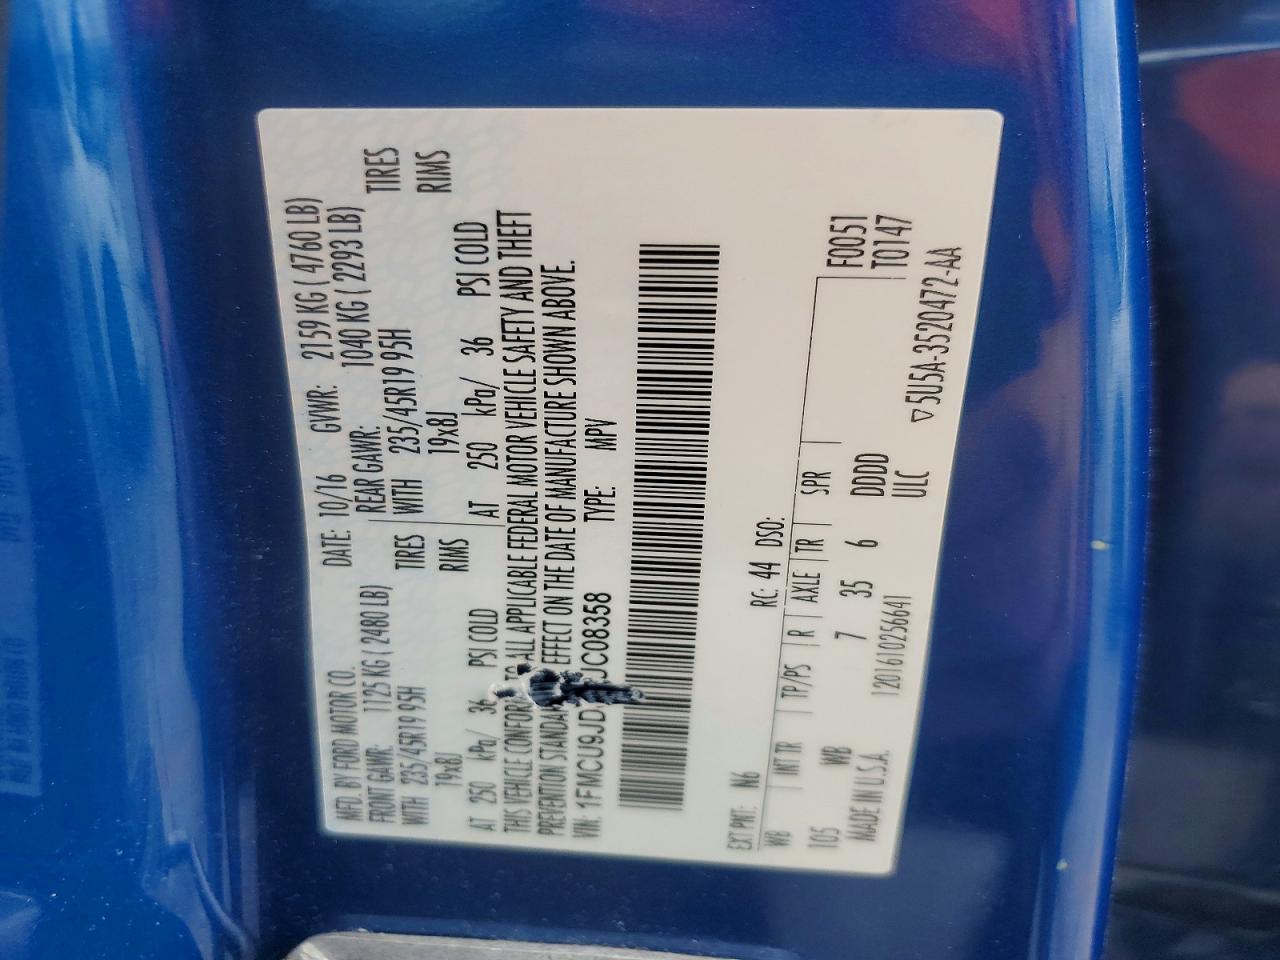 MFD. BY FORD MOTOR CO.
DATE: 10/16 GVWR: 2159 KG ( 4760 LB)
FRONT GAWR: 1125 KG ( 2480 LB) REAR GAWR: 1040 KG ( 2293 LB)
WITH 235/45R19 95H TIRES WITH 235/45R19 95H TIRES
19x8J RIMS 19x8J RIMS
AT 250 kPa/ 36 PSI COLD AT 250 kPa/ 36 PSI COLD
THIS VEHICLE CONFORMS TO ALL APPLICABLE FEDERAL MOTOR VEHICLE SAFETY AND THEFT
PREVENTION EFFECT ON THE DATE OF MANUFACTURE SHOWN ABOVE.
VIN: 1FMCU9JD UC08358 TYPE: MPV
EXT PNT: N6 RC: 44 DSO:
WB INT TR TP/PS R AXLE TR SPR F0051
105 WB 7 35 6 DDDD T0147
MADE IN U.S.A. 1201610256641 ULC
▽5U5A-3520472-AA